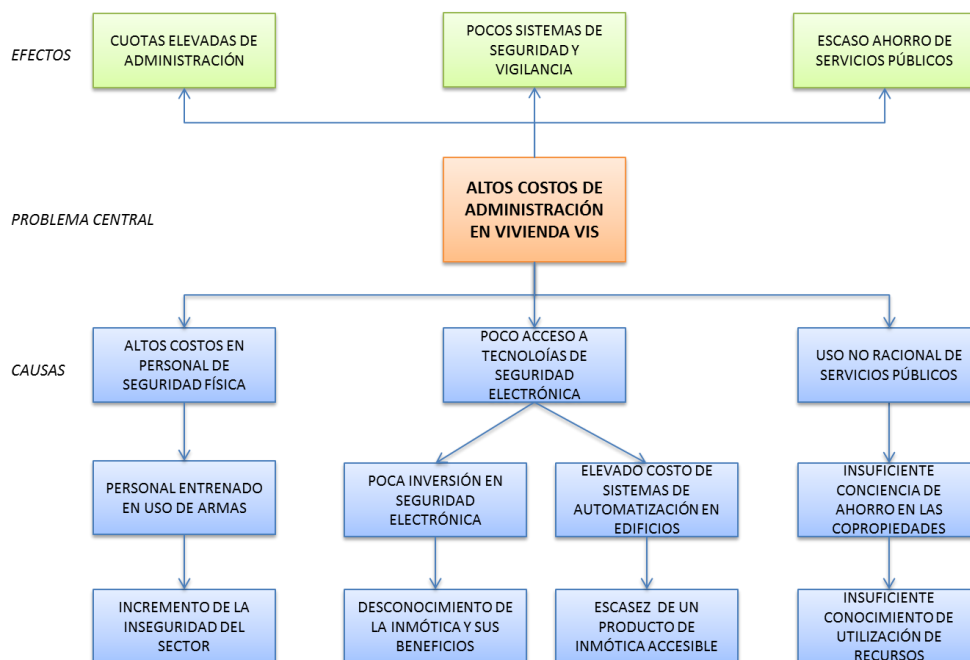 EFECTOS
CUOTAS ELEVADAS DE
ADMINISTRACIÓN
POCOS SISTEMAS DE
SEGURIDAD Y
VIGILANCIA
ESCASO AHORRO DE
SERVICIOS PÚBLICOS
PROBLEMA CENTRAL
ALTOS COSTOS DE
ADMINISTRACIÓN
EN VIVIENDA VIS
CAUSAS
ALTOS COSTOS EN
PERSONAL DE
SEGURIDAD FÍSICA
POCO ACCESO A
TECNOLOÍAS DE
SEGURIDAD
ELECTRÓNICA
USO NO RACIONAL DE
SERVICIOS PÚBLICOS
PERSONAL ENTRENADO
EN USO DE ARMAS
POCA INVERSIÓN EN
SEGURIDAD
ELECTRÓNICA
ELEVADO COSTO DE
SISTEMAS DE
AUTOMATIZACIÓN EN
EDIFICIOS
INSUFICIENTE
CONCIENCIA DE
AHORRO EN LAS
COPROPIEDADES
INCREMENTO DE LA
INSEGURIDAD DEL
SECTOR
DESCONOCIMIENTO DE
LA INMÓTICA Y SUS
BENEFICIOS
ESCASEZ  DE UN
PRODUCTO DE
INMÓTICA ACCESIBLE
INSUFICIENTE
CONOCIMIENTO DE
UTILIZACIÓN DE
RECURSOS